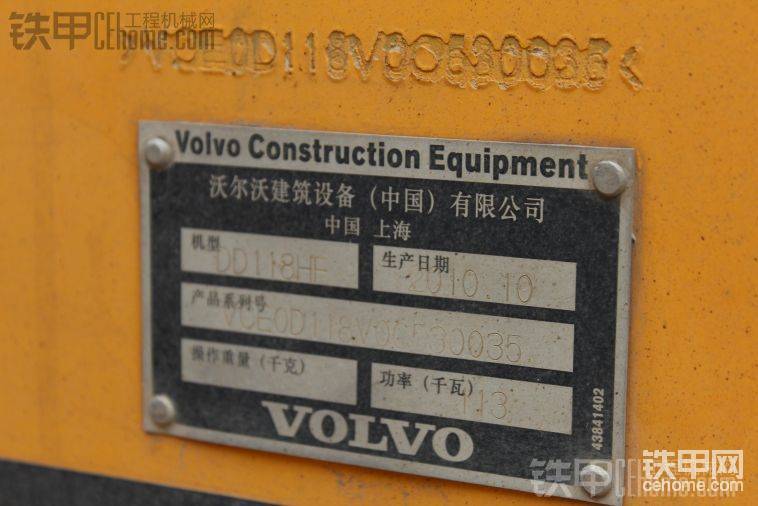 铁甲 工程机械网
CEhome.com
Volvo Construction Equipment
沃尔沃建筑设备（中国）有限公司
中国 上海
机型 DD118HF 生产日期 2010.10
产品系列号
操作重量（千克） 功率（千瓦） 113
VOLVO
43841402
铁甲网
cehome.com